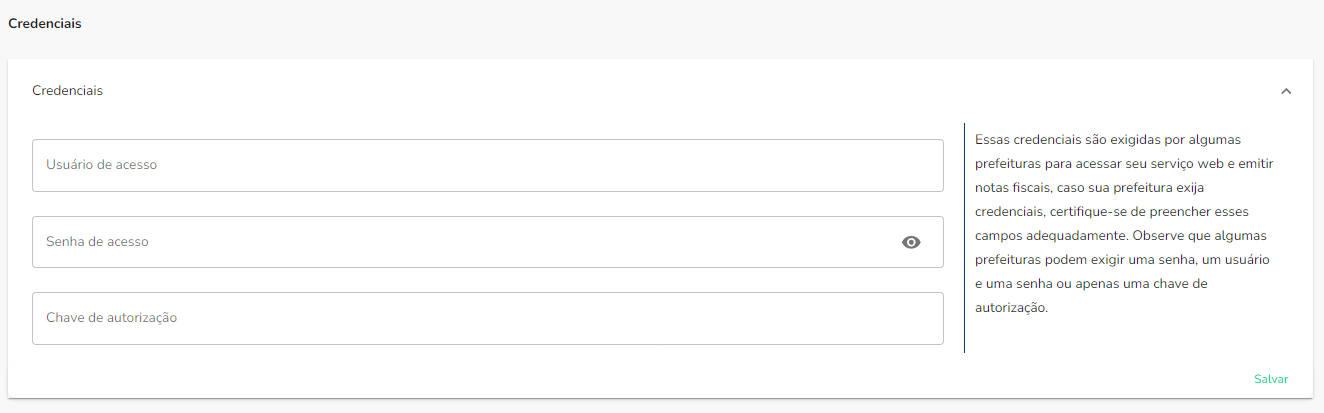 Credenciais
Credenciais
Usuário de acesso
Senha de acesso
Chave de autorização
Essas credenciais são exigidas por algumas
prefeituras para acessar seu serviço web e emitir
notas fiscais, caso sua prefeitura exija
credenciais, certifique-se de preencher esses
campos adequadamente. Observe que algumas
prefeituras podem exigir uma senha, um usuário
e uma senha ou apenas uma chave de
autorização.
Salvar